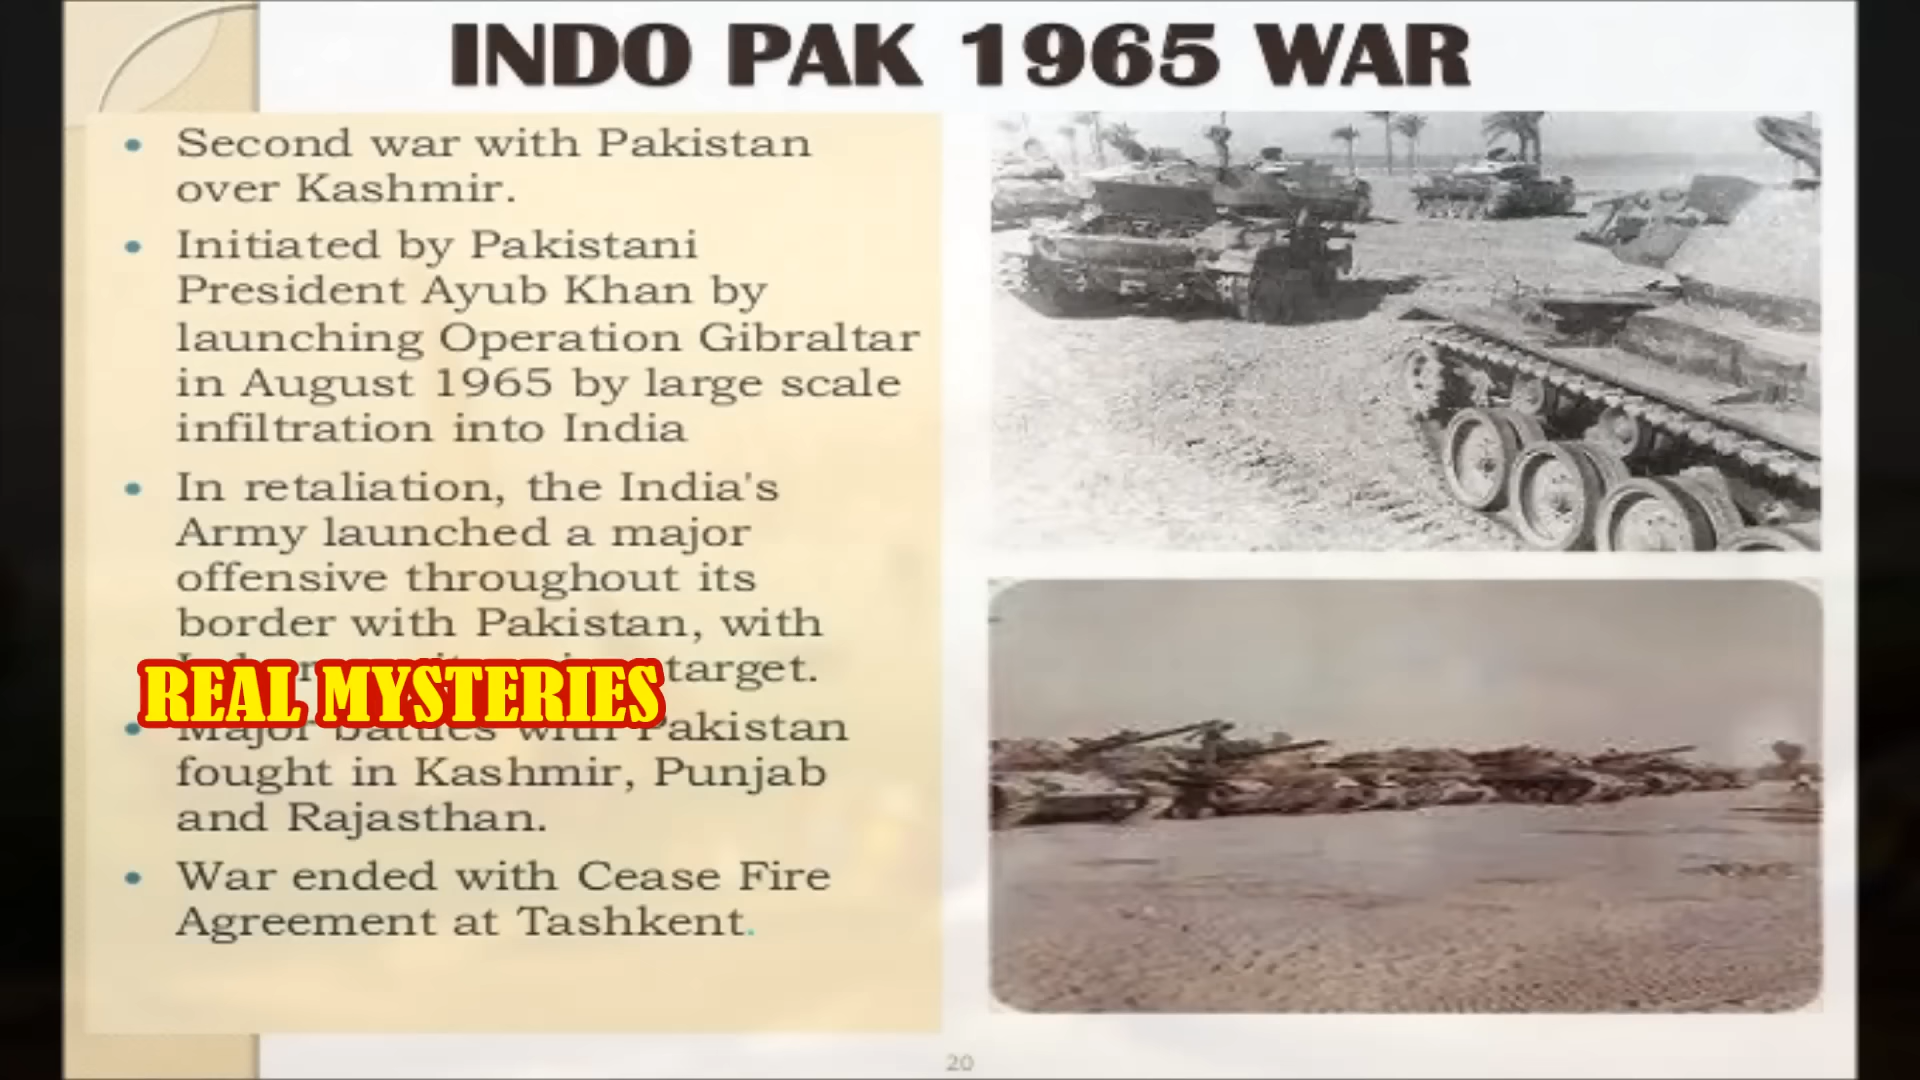 INDO PAK 1965 WAR
• Second war with Pakistan
over Kashmir.
• Initiated by Pakistani
President Ayub Khan by
launching Operation Gibraltar
in August 1965 by large scale
infiltration into India
• In retaliation, the India's
Army launched a major
offensive throughout its
border with Pakistan, with
target.
REAL MYSTERIES
• Major battles with Pakistan
fought in Kashmir, Punjab
and Rajasthan.
• War ended with Cease Fire
Agreement at Tashkent.
20